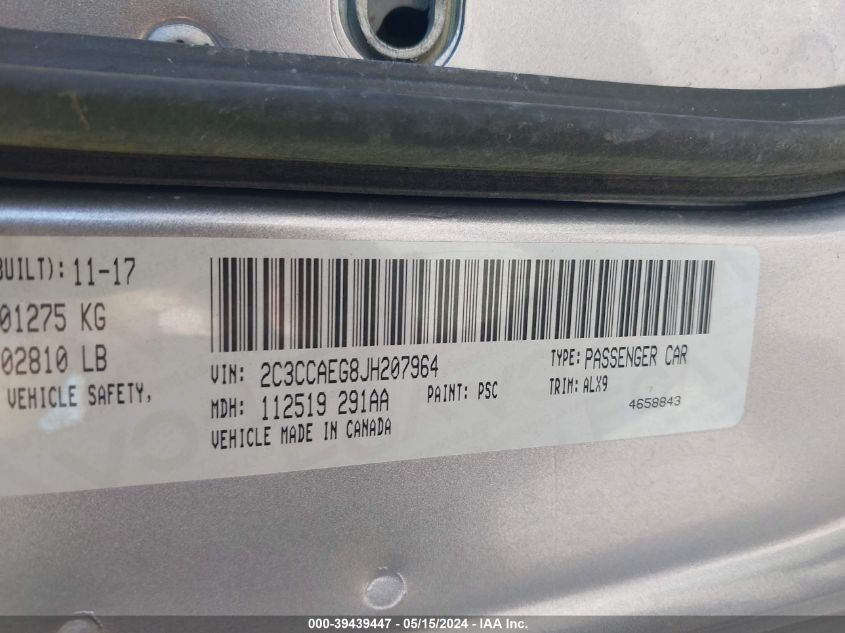 BUILT): 11-17
01275 KG
02810 LB
VEHICLE SAFETY,
VIN: 2C3CCAEG8JH207964
TYPE: PASSENGER CAR
MDH: 112519 291AA
PAINT: PSC
TRIM: ALX9
VEHICLE MADE IN CANADA
4658843
000-39439447 - 05/15/2024 - IAA Inc.